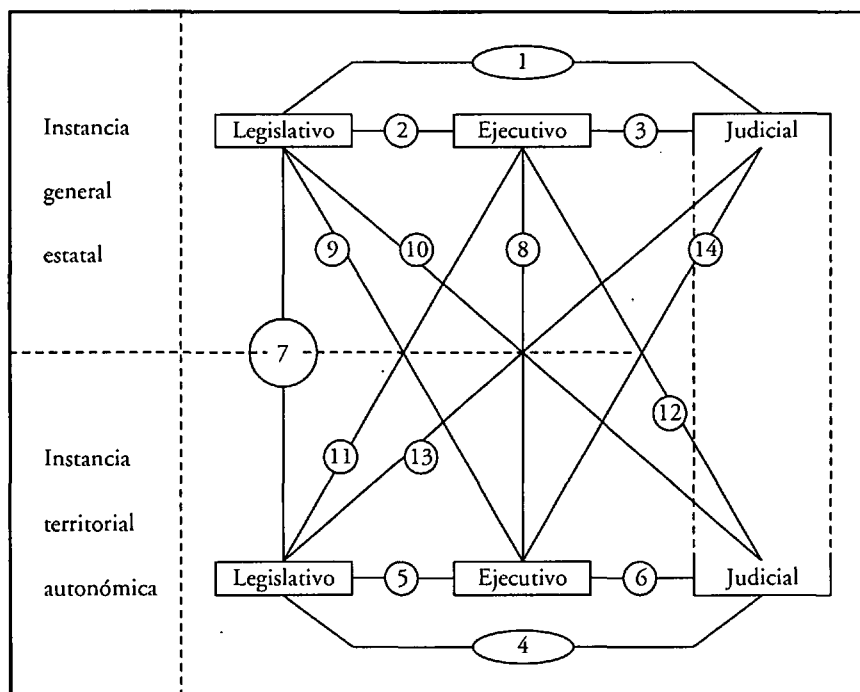 1
Instancia
general
estatal
Legislativo 2 Ejecutivo 3 Judicial
9 10 8 14
7
12
Instancia
territorial
autonómica
11 13
Legislativo 5 Ejecutivo 6 Judicial
4